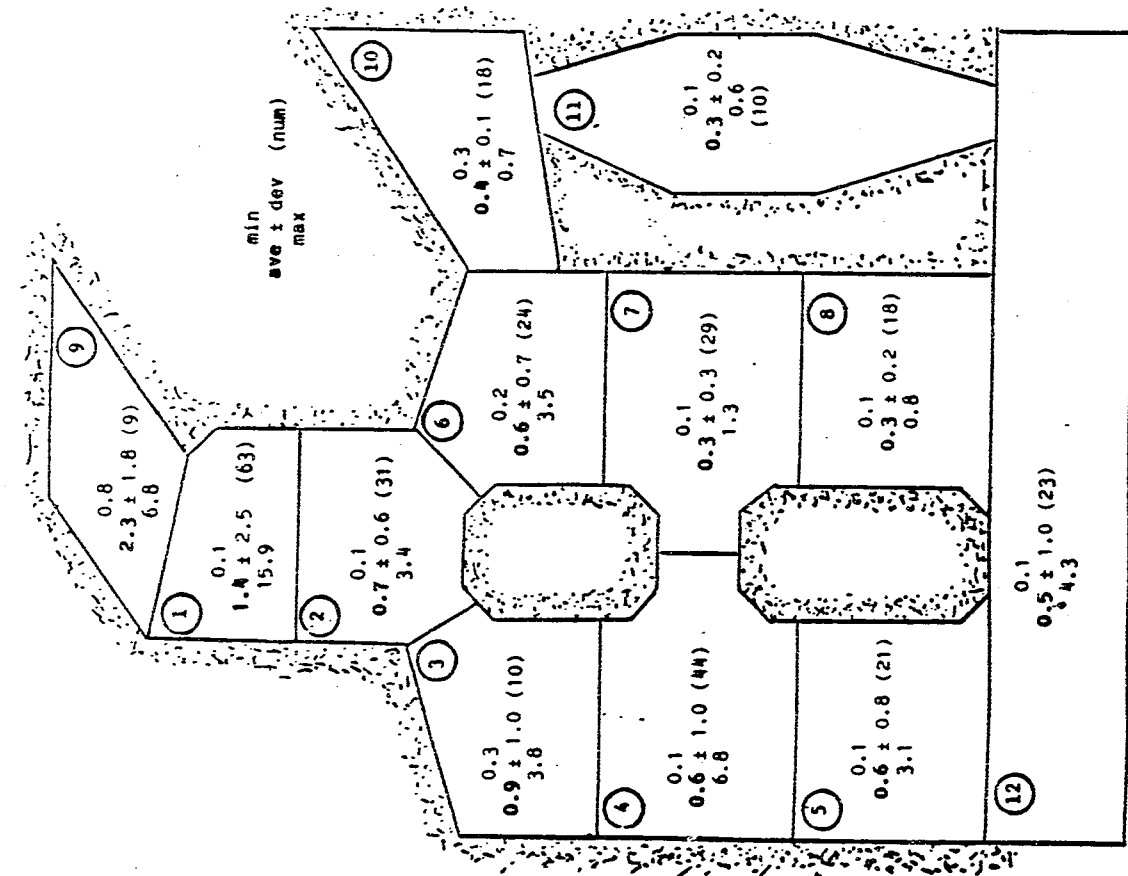 min
ave ± dev (num)
max
9
0.8
2.3 ± 1.8 (9)
6.8
1
0.1
1.4 ± 2.5 (63)
15.9
2
0.1
0.7 ± 0.6 (31)
3.4
3
0.3
0.9 ± 1.0 (10)
3.8
4
0.1
0.6 ± 1.0 (44)
6.8
5
0.1
0.6 ± 0.8 (21)
3.1
6
0.2
0.6 ± 0.7 (24)
3.5
7
0.1
0.3 ± 0.3 (29)
1.3
8
0.1
0.3 ± 0.2 (18)
0.8
10
0.3
0.4 ± 0.1 (18)
0.7
11
0.1
0.3 ± 0.2
0.6
(10)
12
0.1
0.5 ± 1.0 (23)
4.3